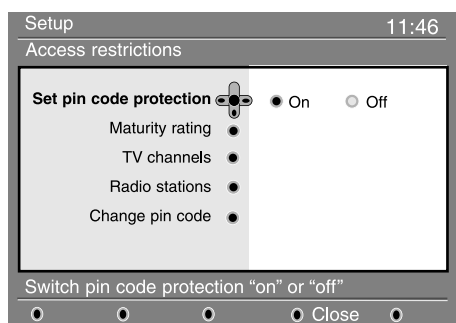 Setup 11:46
Access restrictions
Set pin code protection On Off
Maturity rating
TV channels
Radio stations
Change pin code
Switch pin code protection “on” or “off”
Close